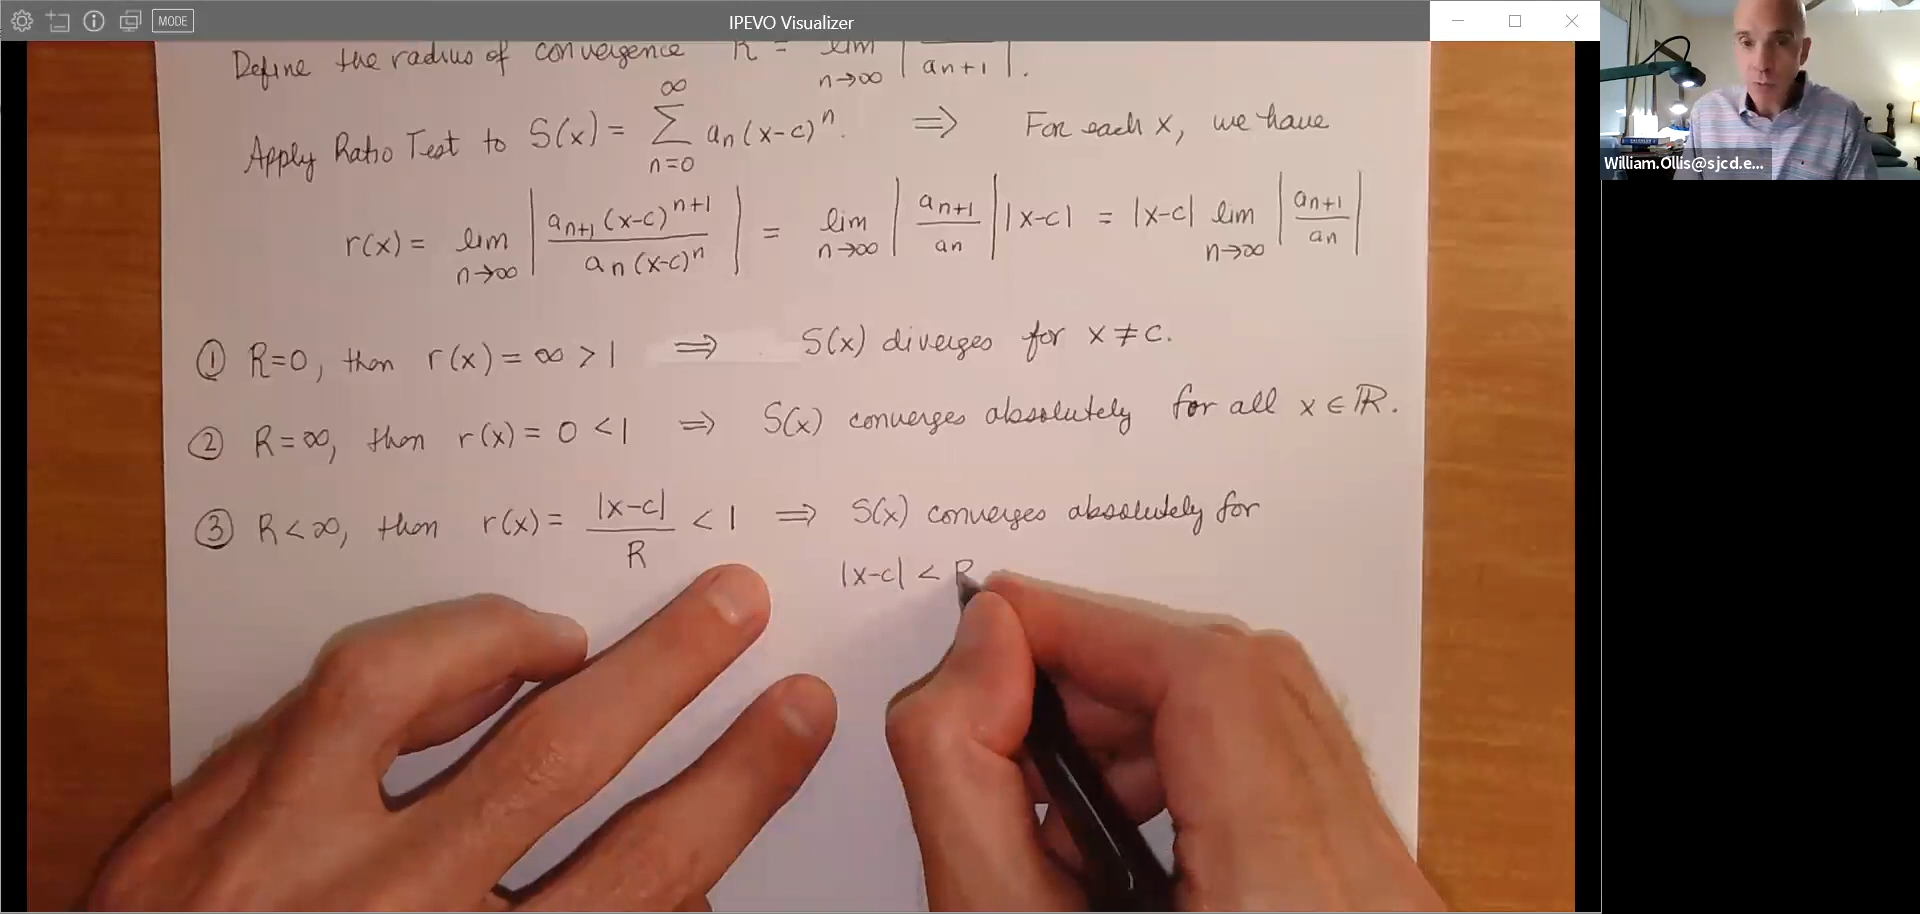 MODE
IPEVO Visualizer
Define the radius of convergence R = lim n→∞ | / an+1 |.
Apply Ratio Test to S(x) = ∑ n=0 ∞ an (x-c)^n. ⇒ For each x, we have
r(x) = lim n→∞ | an+1 (x-c)^n+1 / an (x-c)^n | = lim n→∞ | an+1 / an | |x-c| = |x-c| lim n→∞ | an+1 / an |
① R=0, then r(x) = ∞ > 1 ⇒ S(x) diverges for x ≠ c.
② R = ∞, then r(x) = 0 < 1 ⇒ S(x) converges absolutely for all x ∈ ℝ.
③ R < ∞, then r(x) = |x-c| / R < 1 ⇒ S(x) converges absolutely for
|x-c| < R
William.Ollis@sjcd.e...